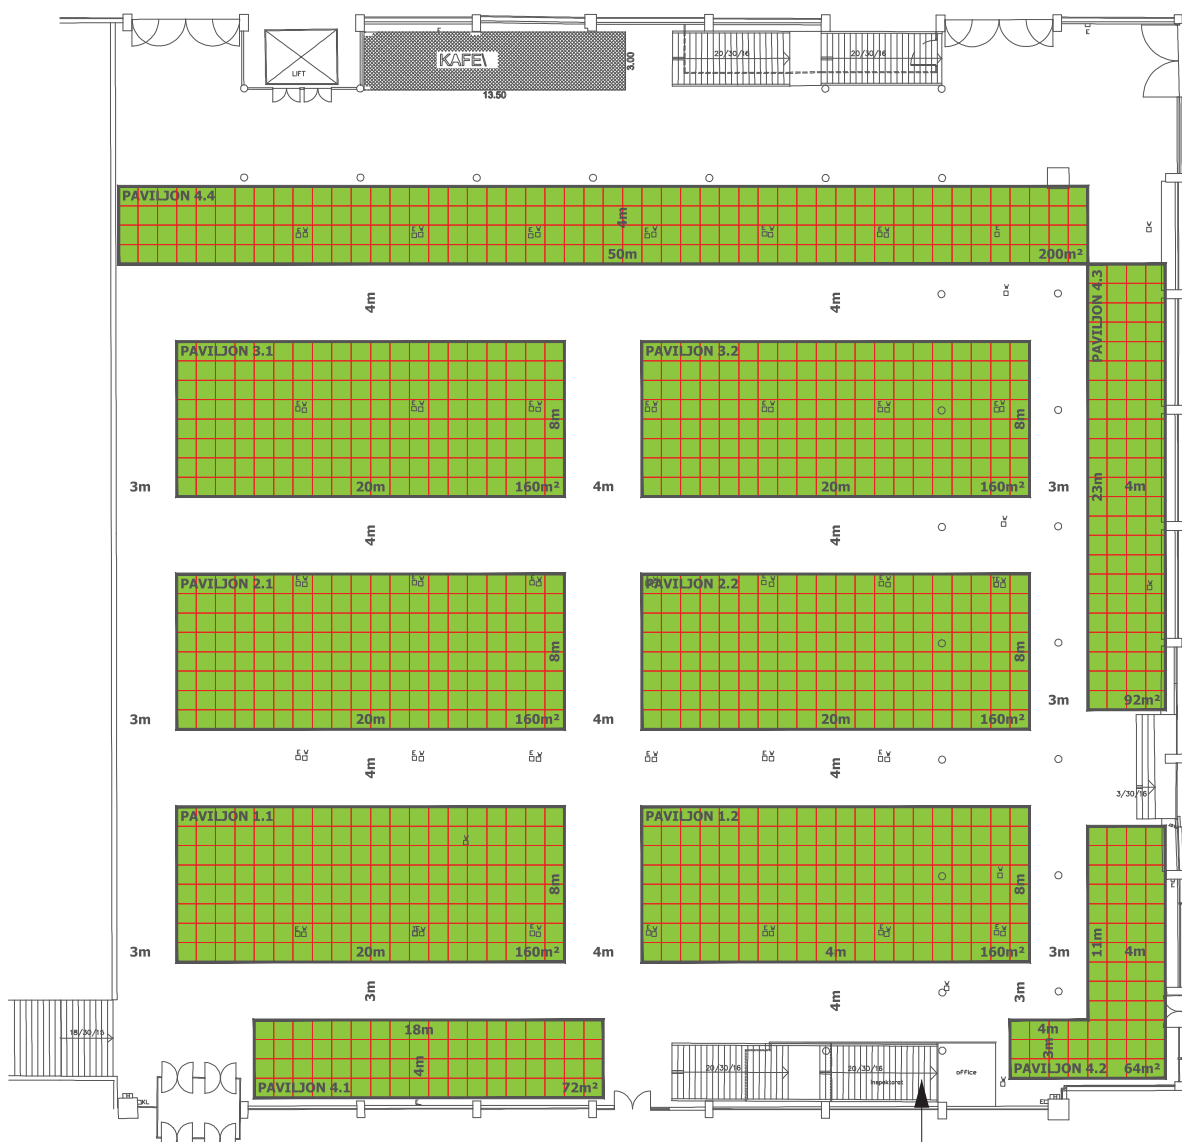 20/30/16
20/30/16
KAFE\
LIFT
3.00
13.50
PAVILJON 4.4
4m
50m
200m²
4m
4m
PAVILJON 4.3
23m
4m
92m²
PAVILJON 3.1
8m
20m
160m²
PAVILJON 3.2
8m
20m
160m²
3m
4m
3m
4m
4m
PAVILJON 2.1
8m
20m
160m²
PAVILJON 2.2
8m
20m
160m²
3m
4m
3m
4m
4m
3/30/16
PAVILJON 1.1
8m
20m
160m²
PAVILJON 1.2
8m
4m
160m²
3m
4m
3m
11m
4m
3m
4m
3m
18m
4m
PAVILJON 4.1
72m²
4m
3m
PAVILJON 4.2
64m²
18/30/15
20/30/16
20/30/16
Inspektorat
office